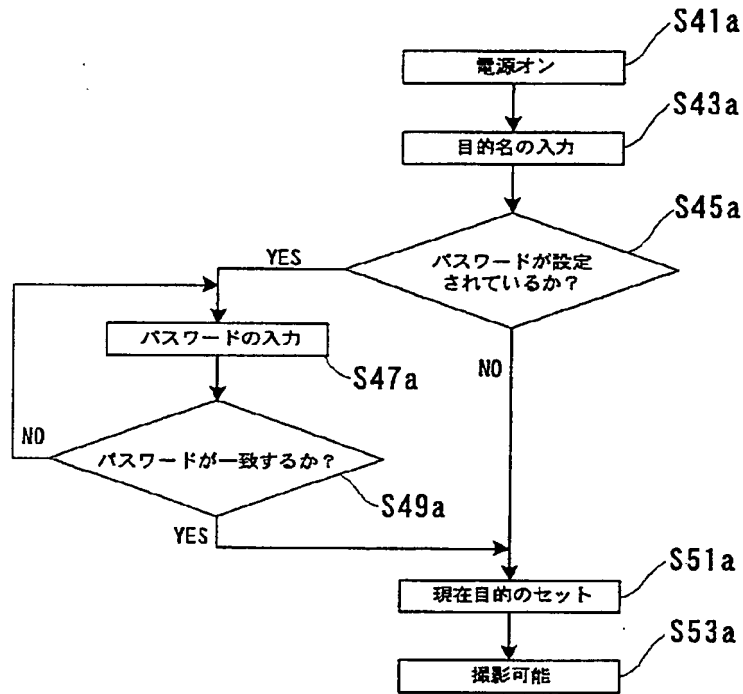 S41a
電源オン
S43a
目的名の入力
S45a
パスワードが設定
されているか?
YES
パスワードの入力
S47a
NO
NO
パスワードが一致するか?
S49a
YES
S51a
現在目的のセット
S53a
撮影可能